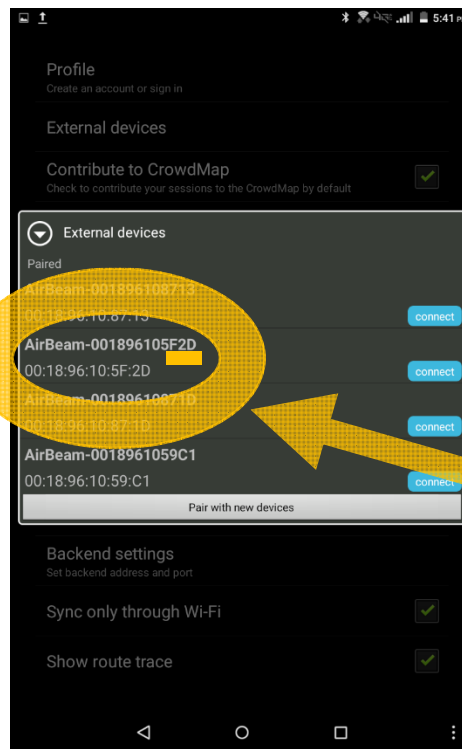 5:41 P
Profile
Create an account or sign in
External devices
Contribute to CrowdMap
Check to contribute your sessions to the CrowdMap by default
External devices
Paired
AirBeam-001896108713
00:18:96:10:87:13
connect
AirBeam-001896105F2D
00:18:96:10:5F:2D
connect
AirBeam-00189610871D
00:18:96:10:87:1D
connect
AirBeam-0018961059C1
00:18:96:10:59:C1
connect
Pair with new devices
Backend settings
Set backend address and port
Sync only through Wi-Fi
Show route trace